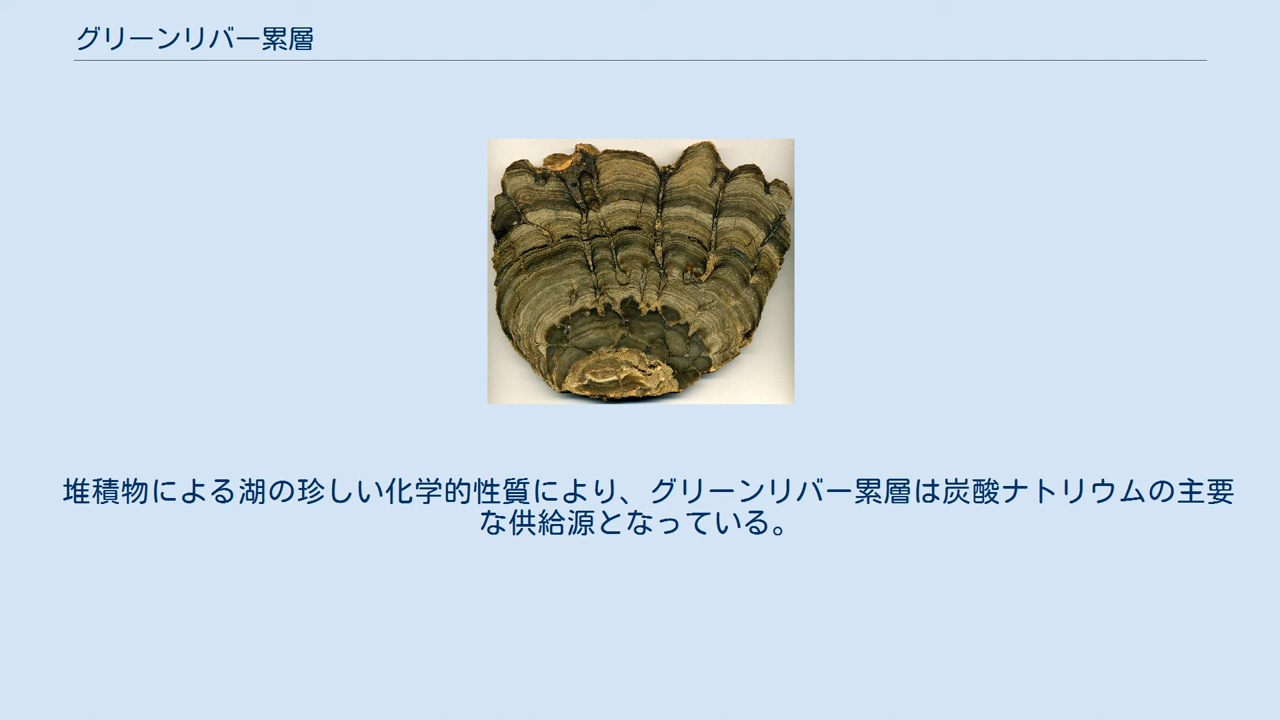 グリーンリバー累層
堆積物による湖の珍しい化学的性質により、グリーンリバー累層は炭酸ナトリウムの主要
な供給源となっている。